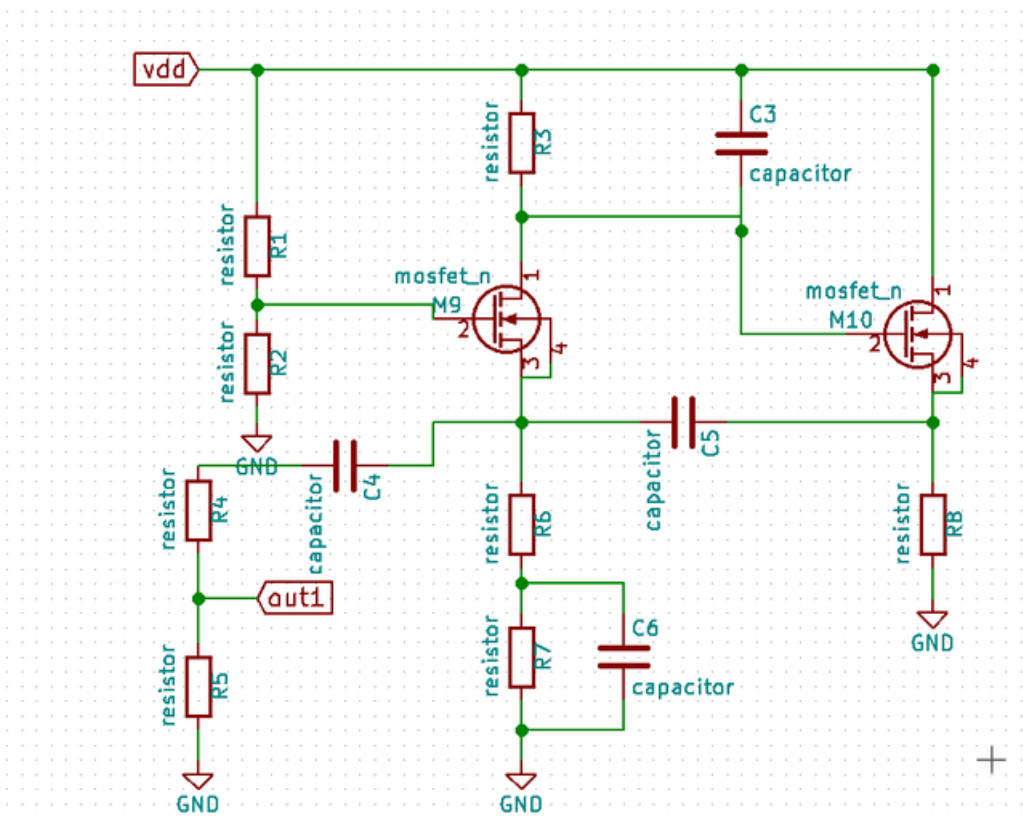 vdd
resistor
R3
C3
capacitor
resistor
R1
mosfet_n
M9
1
2
3
4
mosfet_n
M10
1
2
3
4
resistor
R2
GND
capacitor
C5
resistor
R4
capacitor
C4
resistor
R6
resistor
R8
out1
GND
resistor
R7
C6
capacitor
resistor
R5
GND
GND